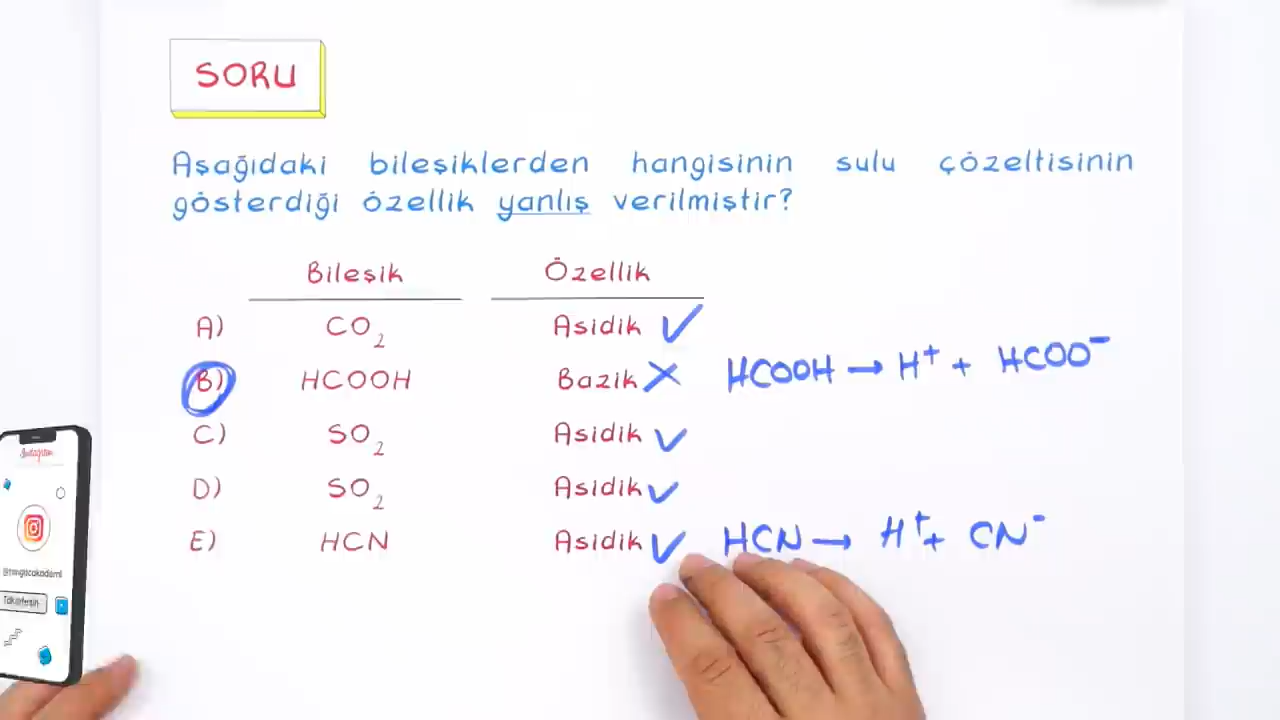 SORU
Aşağıdaki bileşiklerden hangisinin sulu çözeltisinin
gösterdiği özellik yanlış verilmiştir?
Bileşik Özellik
A) CO₂ Asidik ✓
B) HCOOH Bazik ✗ HCOOH → H⁺ + HCOO⁻
C) SO₂ Asidik ✓
D) SO₂ Asidik ✓
E) HCN Asidik ✓ HCN → H⁺ + CN⁻
Instagram